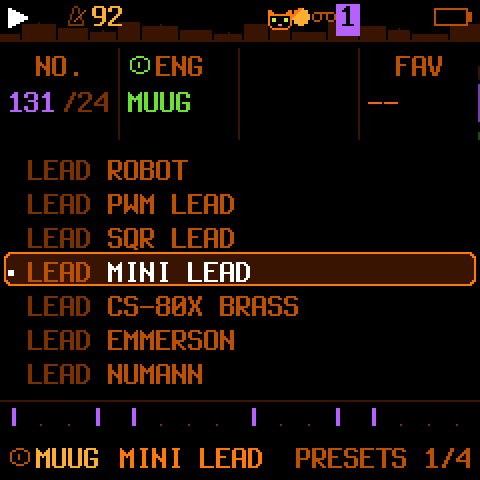 92 1
NO. ENG FAV
131 /24 MUUG --
LEAD ROBOT
LEAD PWM LEAD
LEAD SQR LEAD
LEAD MINI LEAD
LEAD CS-80X BRASS
LEAD EMMERSON
LEAD NUMANN
MUUG MINI LEAD PRESETS 1/4